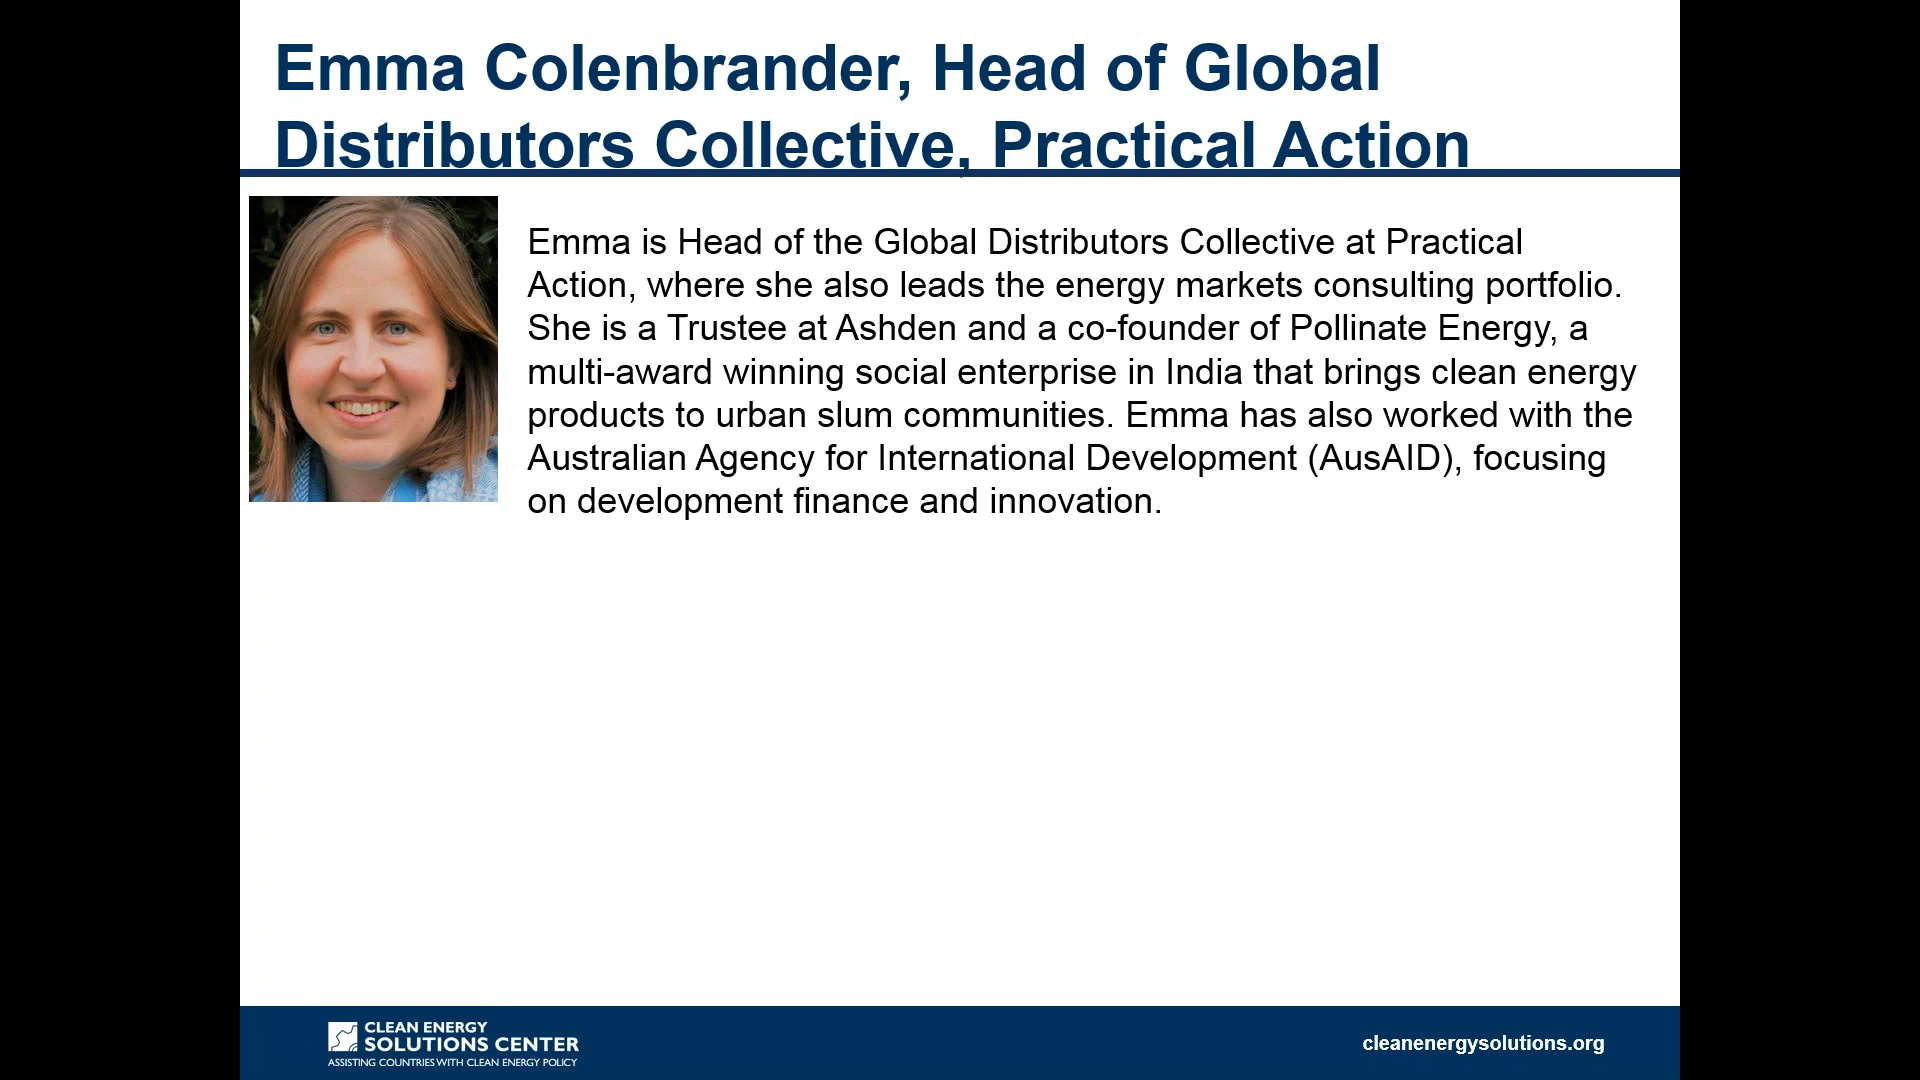 Emma Colenbrander, Head of Global
Distributors Collective, Practical Action
Emma is Head of the Global Distributors Collective at Practical
Action, where she also leads the energy markets consulting portfolio.
She is a Trustee at Ashden and a co-founder of Pollinate Energy, a
multi-award winning social enterprise in India that brings clean energy
products to urban slum communities. Emma has also worked with the
Australian Agency for International Development (AusAID), focusing
on development finance and innovation.
CLEAN ENERGY
SOLUTIONS CENTER
ASSISTING COUNTRIES WITH CLEAN ENERGY POLICY
cleanenergysolutions.org